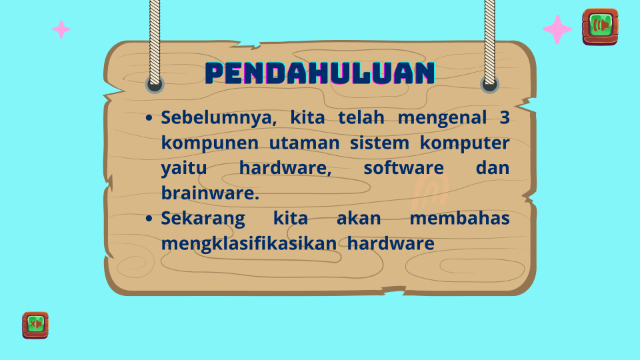 PENDAHULUAN
• Sebelumnya, kita telah mengenal 3
kompunen utaman sistem komputer
yaitu hardware, software dan
brainware.
• Sekarang kita akan membahas
mengklasifikasikan hardware